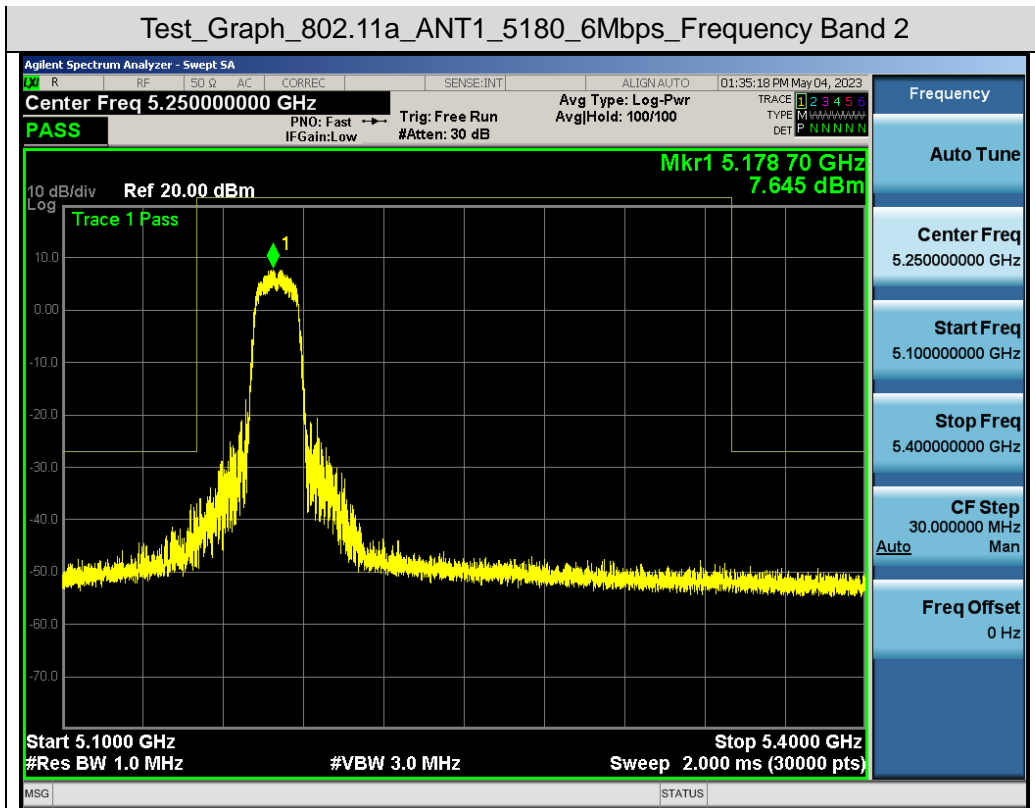 Test_Graph_802.11a_ANT1_5180_6Mbps_Frequency Band 2
Agilent Spectrum Analyzer - Swept SA
LXI R RF 50 Ω AC CORREC SENSE:INT ALIGN AUTO 01:35:18 PM May 04, 2023
Center Freq 5.250000000 GHz
PASS
PNO: Fast
IFGain:Low
Trig: Free Run
#Atten: 30 dB
Avg Type: Log-Pwr
Avg|Hold: 100/100
TRACE 1 2 3 4 5 6
TYPE M
DET P N N N N N
Mkr1 5.178 70 GHz
7.645 dBm
10 dB/div Ref 20.00 dBm
Log
Trace 1 Pass
1
10.0
0.00
-10.0
-20.0
-30.0
-40.0
-50.0
-60.0
-70.0
Start 5.1000 GHz Stop 5.4000 GHz
#Res BW 1.0 MHz #VBW 3.0 MHz Sweep 2.000 ms (30000 pts)
MSG STATUS
Frequency
Auto Tune
Center Freq
5.250000000 GHz
Start Freq
5.100000000 GHz
Stop Freq
5.400000000 GHz
CF Step
30.000000 MHz
Auto Man
Freq Offset
0 Hz